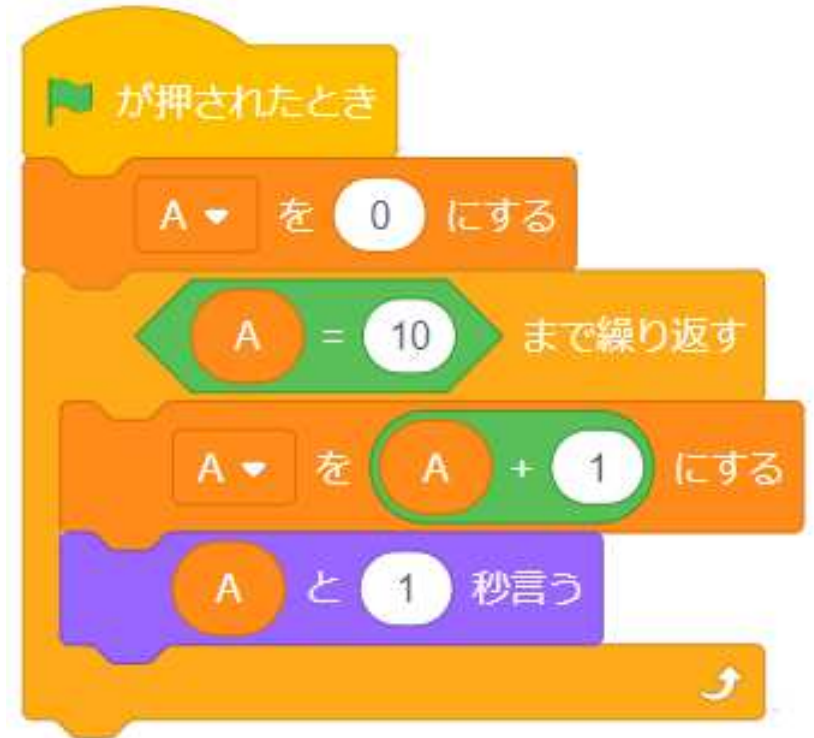 が押されたとき
A を 0 にする
A = 10 まで繰り返す
A を A + 1 にする
A と 1 秒言う